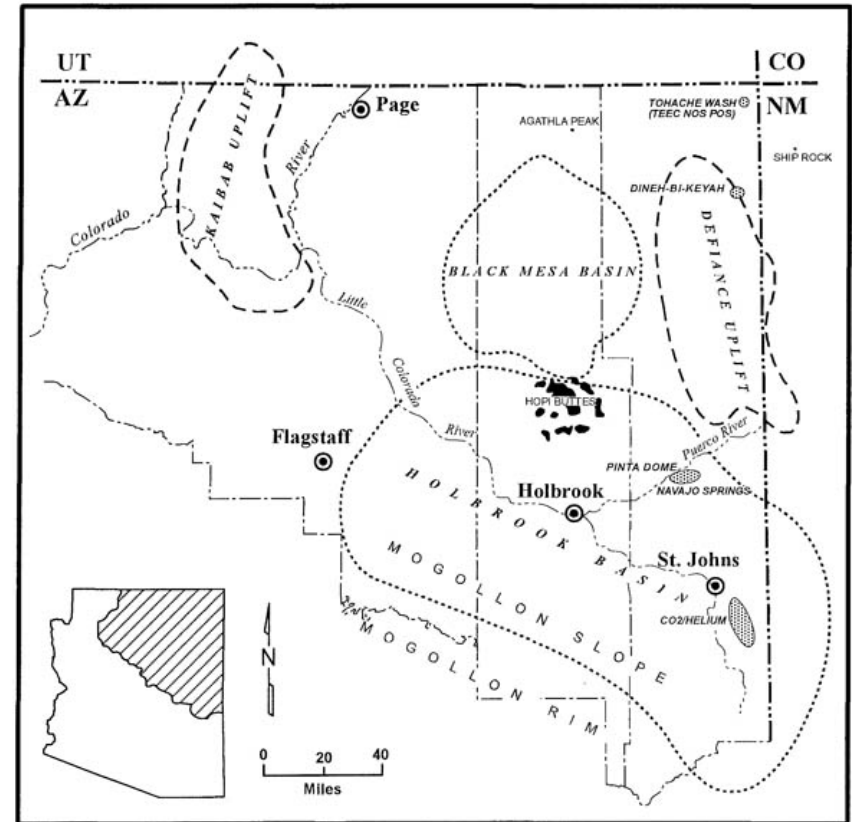 UT
CO
AZ
NM
Page
TOHACHE WASH
(TEEC NOS POS)
AGATHLA PEAK
SHIP ROCK
KAIBAB UPLIFT
River
Colorado
DINEH-BI-KEYAH
DEFIANCE UPLIFT
BLACK MESA BASIN
Little
Colorado
River
HOPI BUTTES
Flagstaff
Puerco River
PINTA DOME
NAVAJO SPRINGS
Holbrook
HOLBROOK BASIN
St. Johns
MOGOLLON SLOPE
CO2/HELIUM
MOGOLLON RIM
N
0 20 40
Miles